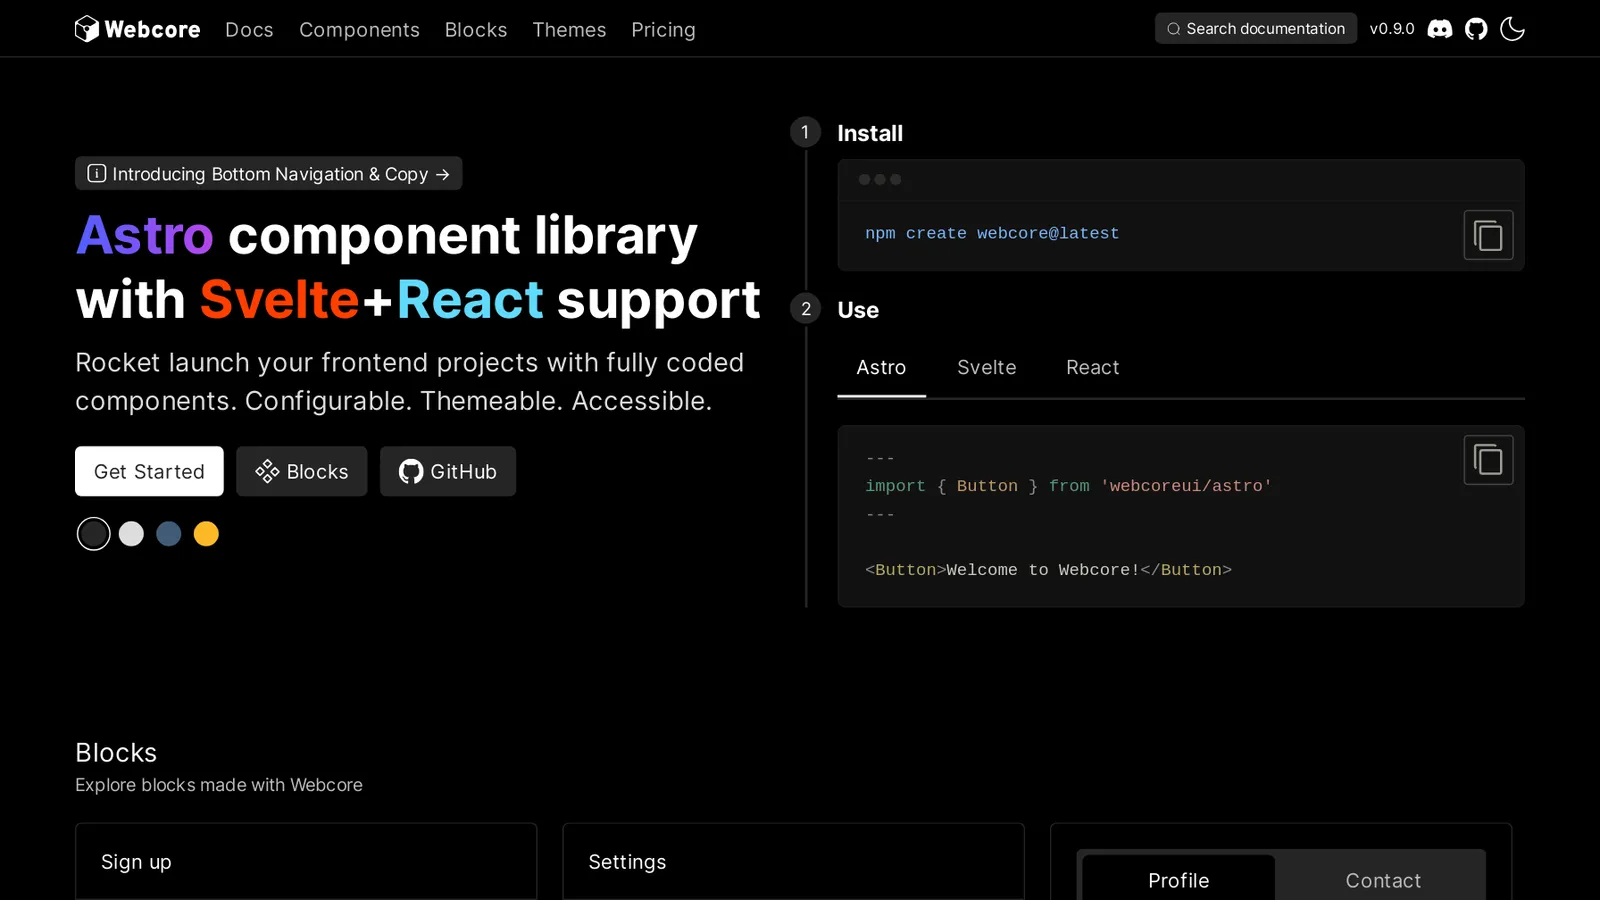 Webcore Docs Components Blocks Themes Pricing Search documentation v0.9.0
Introducing Bottom Navigation & Copy →
Astro component library
with Svelte+React support
Rocket launch your frontend projects with fully coded
components. Configurable. Themeable. Accessible.
Get Started Blocks GitHub
1 Install
npm create webcore@latest
2 Use
Astro Svelte React
---
import { Button } from 'webcoreui/astro'
---
<Button>Welcome to Webcore!</Button>
Blocks
Explore blocks made with Webcore
Sign up
Settings
Profile Contact